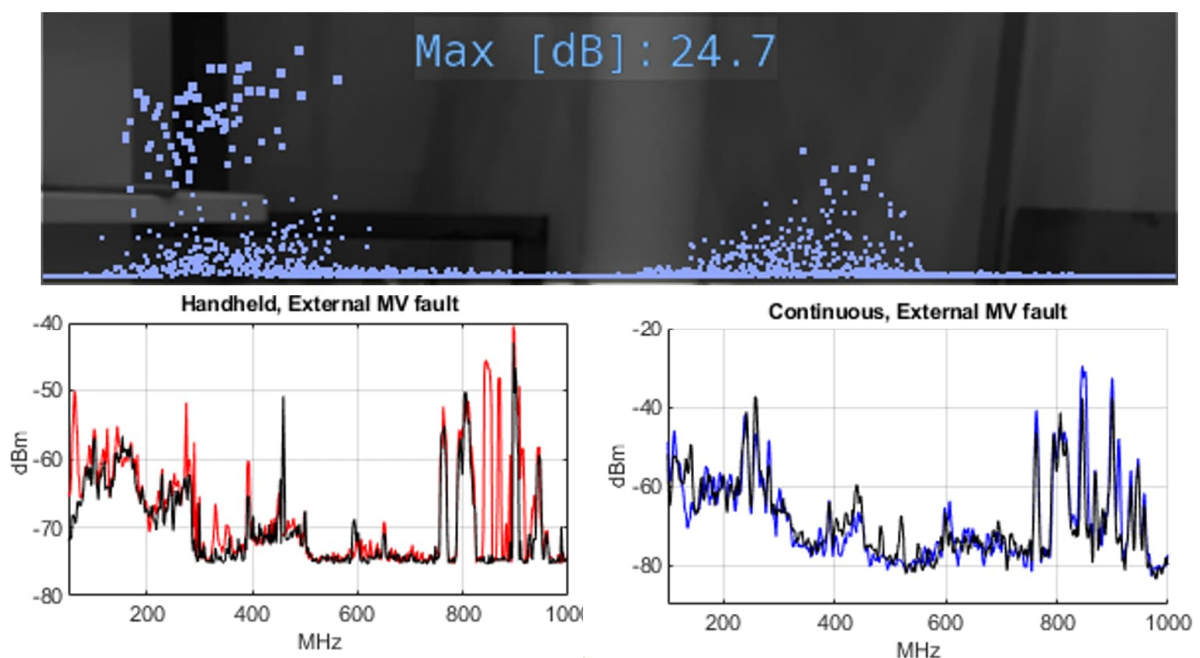 Max [dB]: 24.7
Handheld, External MV fault
-40
-50
-60
-70
-80
dBm
200
400
600
800
1000
MHz
Continuous, External MV fault
-20
-40
-60
-80
dBm
200
400
600
800
1000
MHz